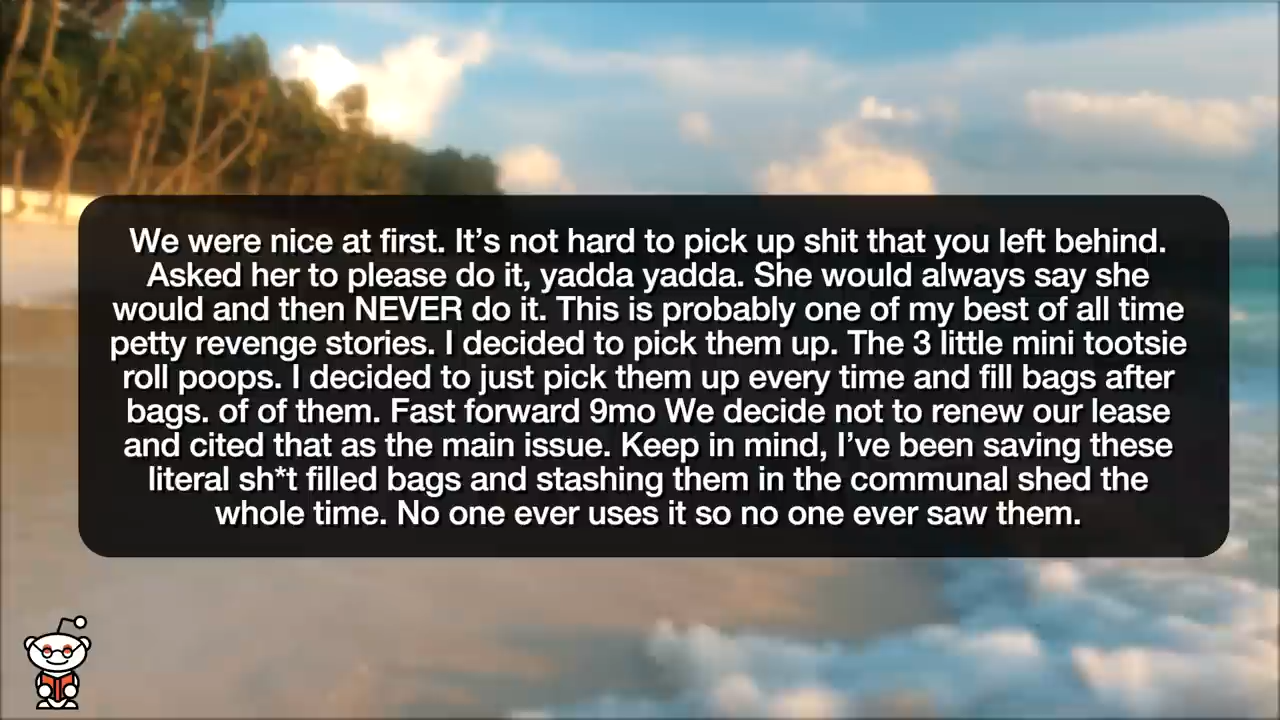 We were nice at first. It’s not hard to pick up shit that you left behind.
Asked her to please do it, yadda yadda. She would always say she
would and then NEVER do it. This is probably one of my best of all time
petty revenge stories. I decided to pick them up. The 3 little mini tootsie
roll poops. I decided to just pick them up every time and fill bags after
bags. of of them. Fast forward 9mo We decide not to renew our lease
and cited that as the main issue. Keep in mind, I’ve been saving these
literal sh*t filled bags and stashing them in the communal shed the
whole time. No one ever uses it so no one ever saw them.